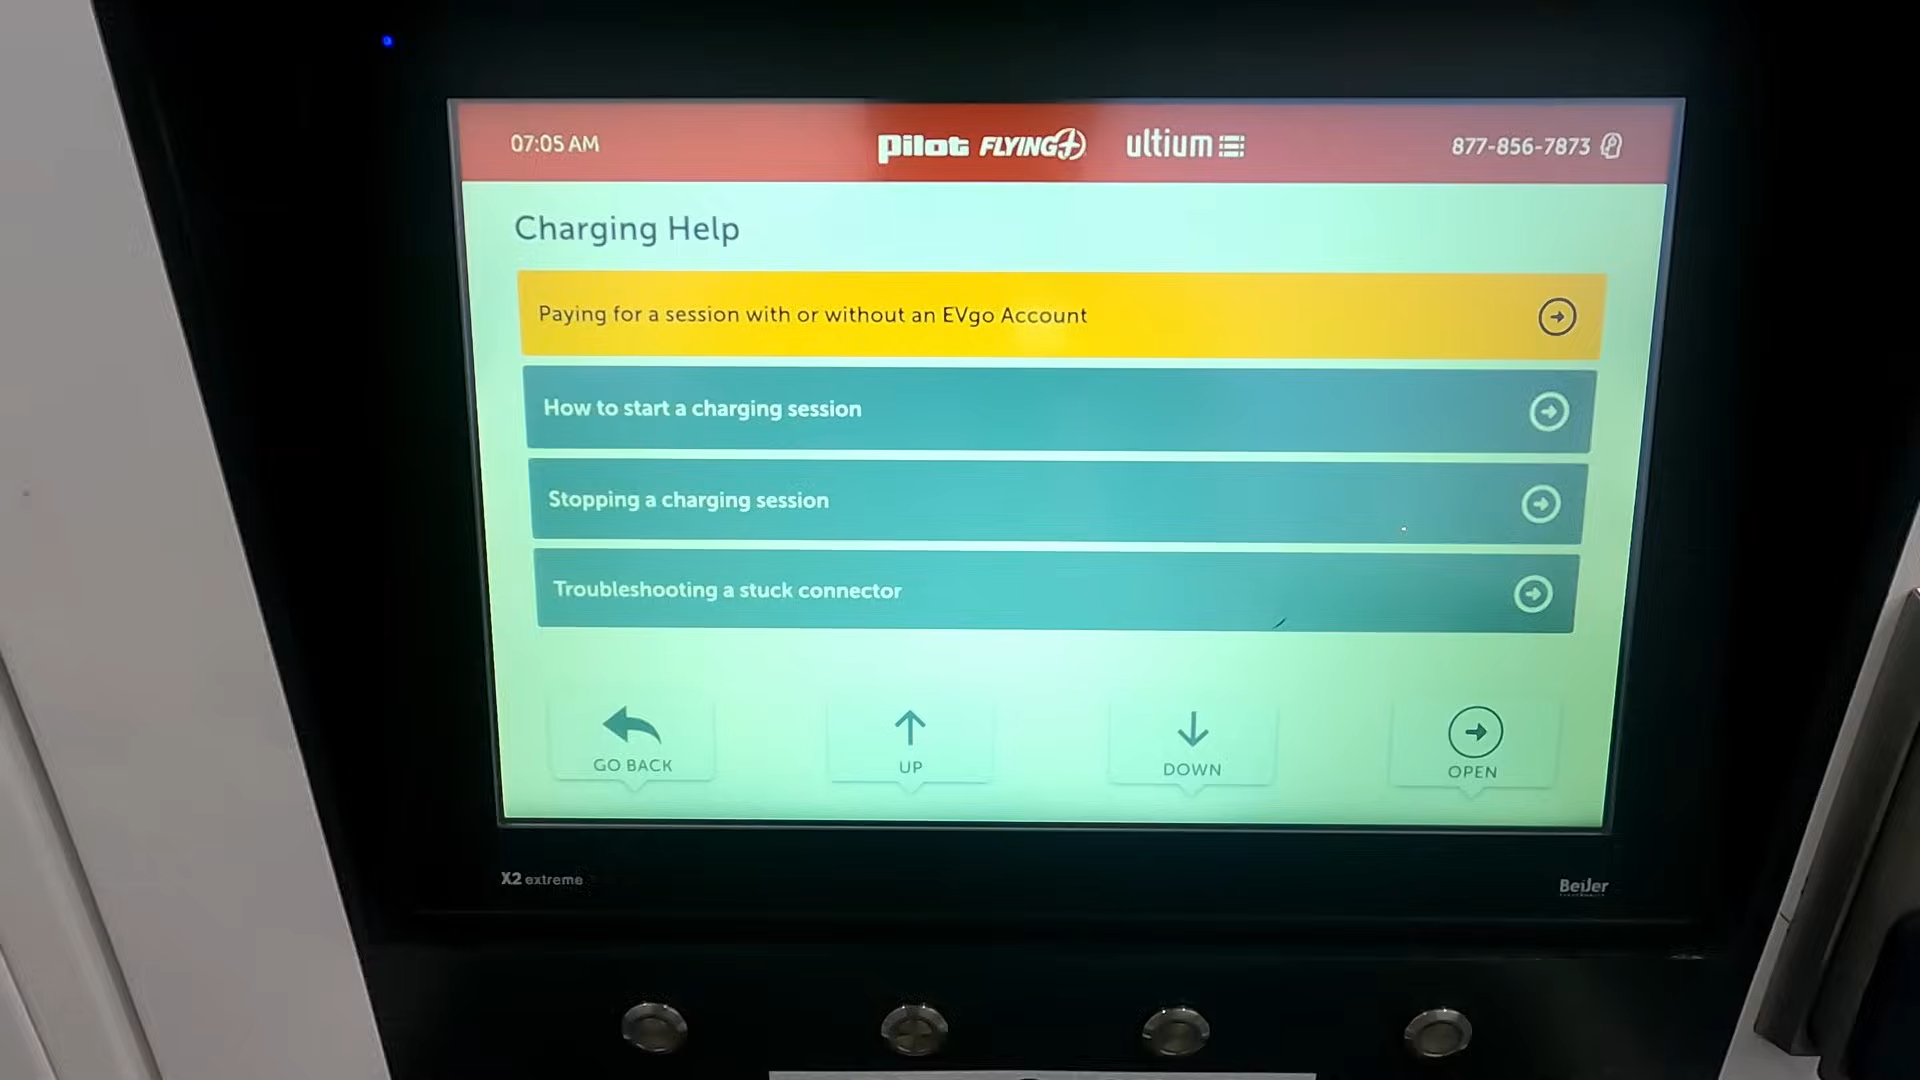 07:05 AM
Pilot FLYING
ultium
877-856-7873
Charging Help
Paying for a session with or without an EVgo Account
How to start a charging session
Stopping a charging session
Troubleshooting a stuck connector
GO BACK
UP
DOWN
OPEN
X2 extreme
Beijer